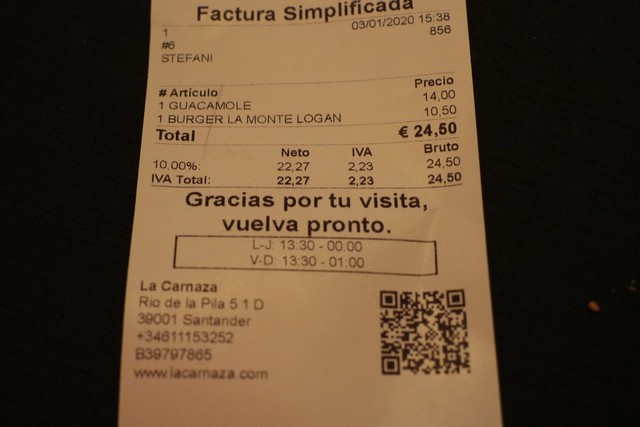 Factura Simplificada
1 03/01/2020 15:38
#6 856
STEFANI
# Artículo Precio
1 GUACAMOLE 14,00
1 BURGER LA MONTE LOGAN 10,50
Total € 24,50
Neto IVA Bruto
10,00%: 22,27 2,23 24,50
IVA Total: 22,27 2,23 24,50
Gracias por tu visita,
vuelva pronto.
L-J: 13:30 - 00:00
V-D: 13:30 - 01:00
La Carnaza
Rio de la Pila 5 1 D
39001 Santander
+34611153252
B39797865
www.lacarnaza.com